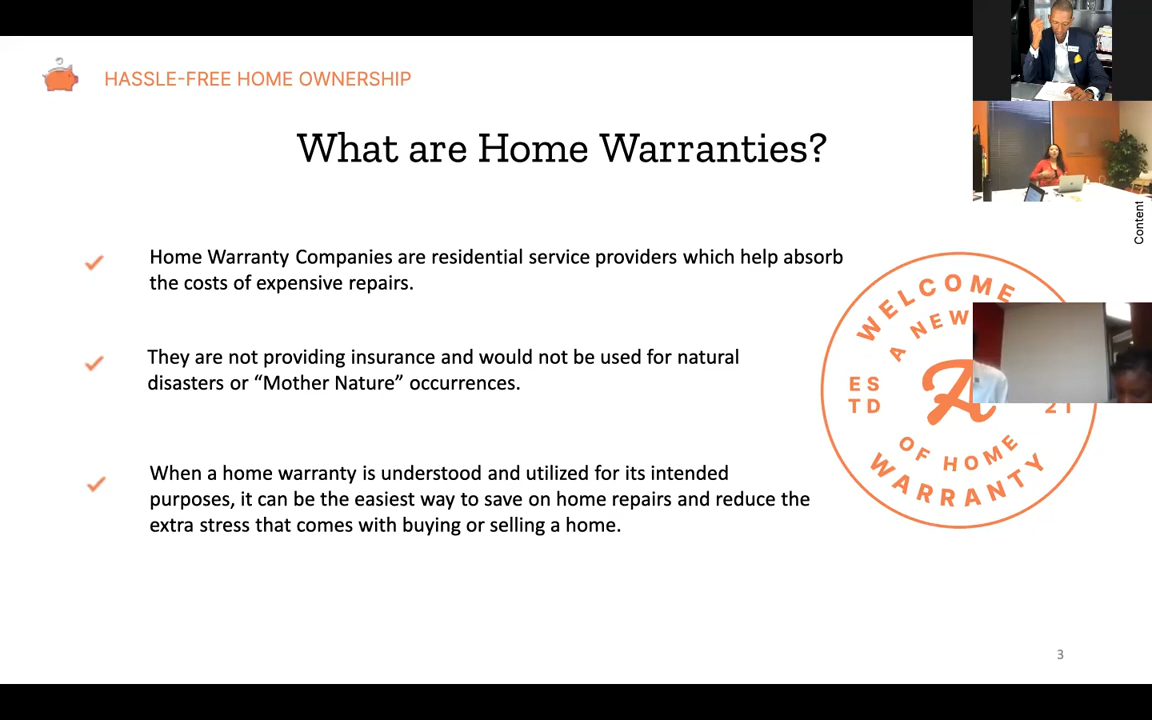 HASSLE-FREE HOME OWNERSHIP
What are Home Warranties?
Home Warranty Companies are residential service providers which help absorb
the costs of expensive repairs.
They are not providing insurance and would not be used for natural
disasters or “Mother Nature” occurrences.
When a home warranty is understood and utilized for its intended
purposes, it can be the easiest way to save on home repairs and reduce the
extra stress that comes with buying or selling a home.
WELCOME
A NEW
ES
TD
A
21
OF HOME
WARRANTY
Content
3